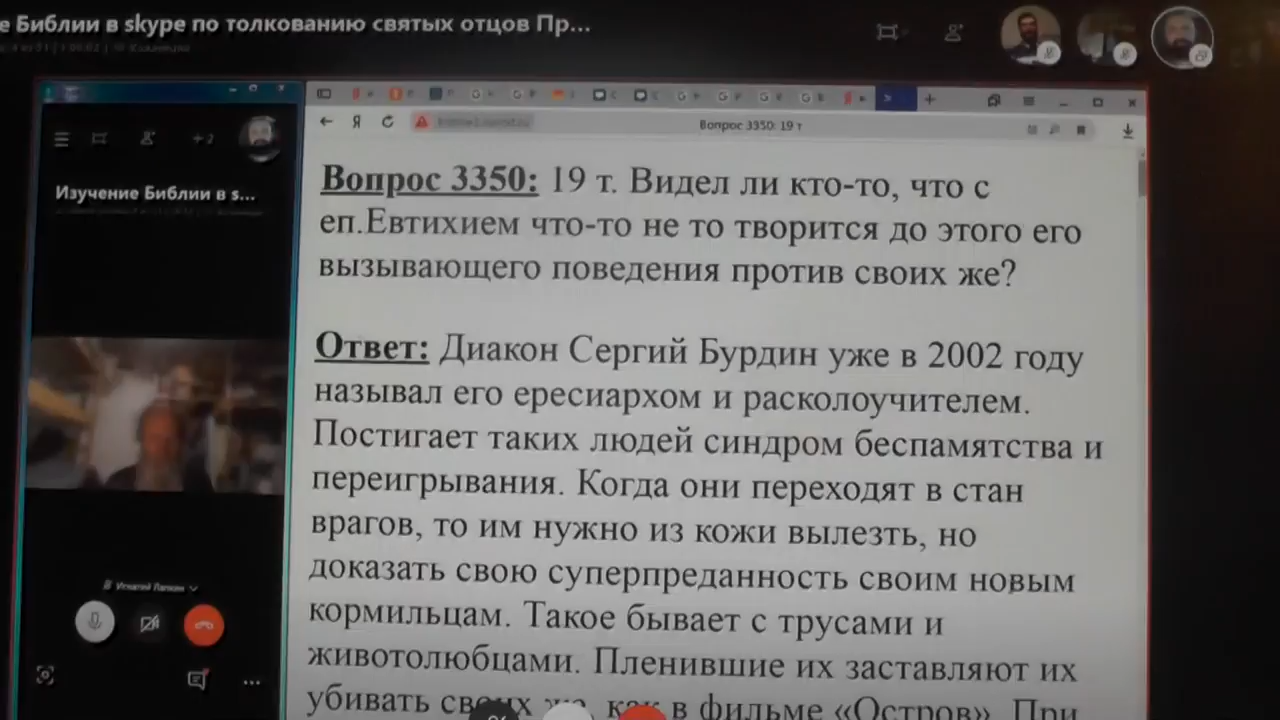 е Библии в skype по толкованию святых отцов Пр...
Изучение Библии в s...
+2
Игнатий Лапкин
Вопрос 3350: 19 т
Вопрос 3350: 19 т. Видел ли кто-то, что с
еп.Евтихием что-то не то творится до этого его
вызывающего поведения против своих же?
Ответ: Диакон Сергий Бурдин уже в 2002 году
называл его ересиархом и расколоучителем.
Постигает таких людей синдром беспамятства и
переигрывания. Когда они переходят в стан
врагов, то им нужно из кожи вылезть, но
доказать свою суперпреданность своим новым
кормильцам. Такое бывает с трусами и
животолюбцами. Пленившие их заставляют их
убивать своих же, как в фильме «Остров». При